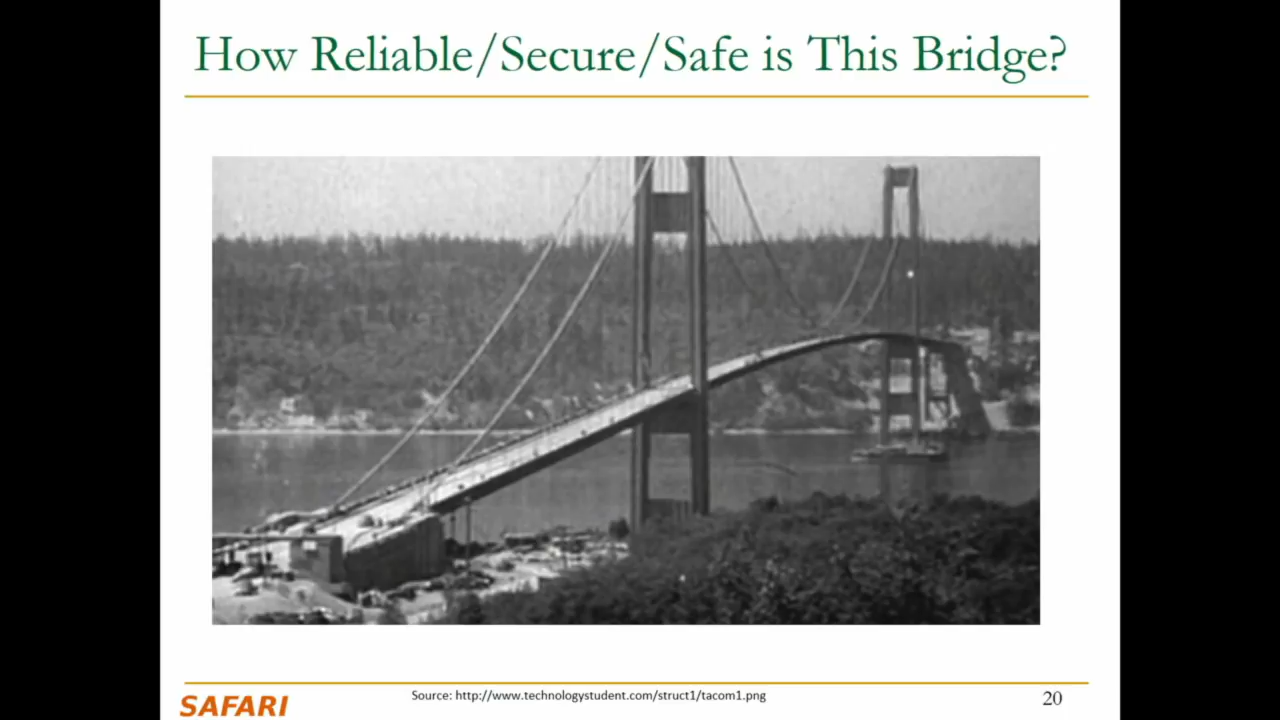 How Reliable/Secure/Safe is This Bridge?
SAFARI
Source: http://www.technologystudent.com/struct1/tacom1.png
20